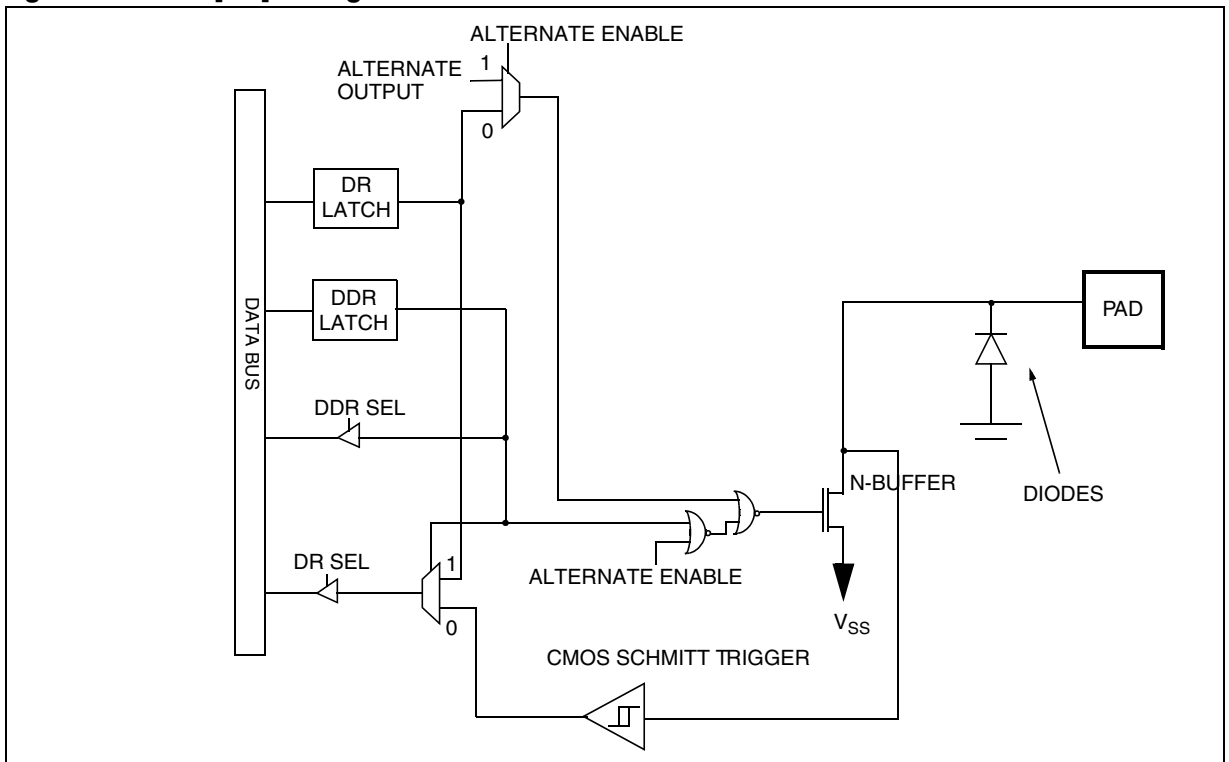 ALTERNATE ENABLE
1
ALTERNATE
OUTPUT
0
DR
LATCH
DDR
LATCH
DATA BUS
PAD
DDR SEL
N-BUFFER
DIODES
DR SEL
1
ALTERNATE ENABLE
0
VSS
CMOS SCHMITT TRIGGER